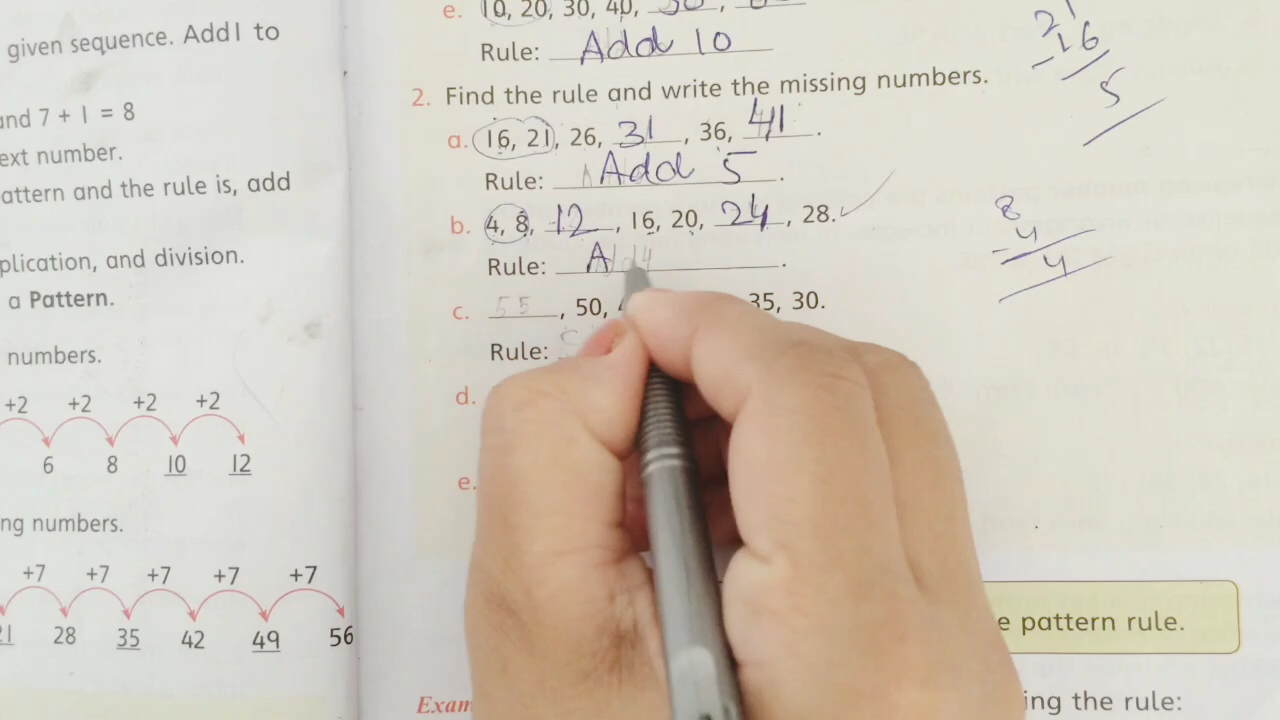 given sequence. Add 1 to
and 7 + 1 = 8
ext number.
attern and the rule is, add
plication, and division.
a Pattern.
numbers.
+2 +2 +2 +2
6 8 10 12
ng numbers.
+7 +7 +7 +7 +7
21 28 35 42 49 56
e. 10, 20, 30, 40, 50,
Rule: Add 10
2. Find the rule and write the missing numbers.
a. 16, 21, 26, 31, 36, 41.
Rule: Add 5.
b. 4, 8, 12, 16, 20, 24, 28.
Rule: A
c. 55, 50, 35, 30.
Rule:
d.
e.
e pattern rule.
Exam
ing the rule:
21
- 16
5
8
- 4
4